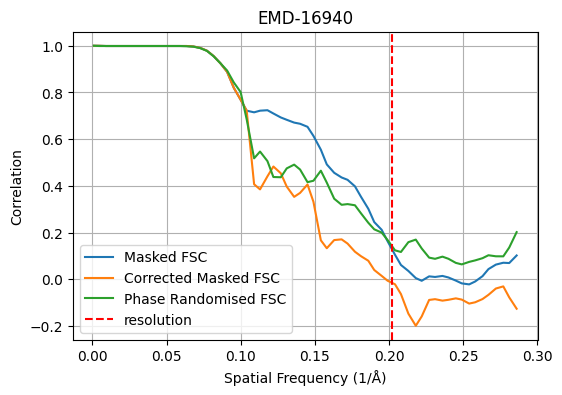 EMD-16940
Correlation
1.0
0.8
0.6
0.4
0.2
0.0
−0.2
Masked FSC
Corrected Masked FSC
Phase Randomised FSC
resolution
0.00 0.05 0.10 0.15 0.20 0.25 0.30
Spatial Frequency (1/Å)